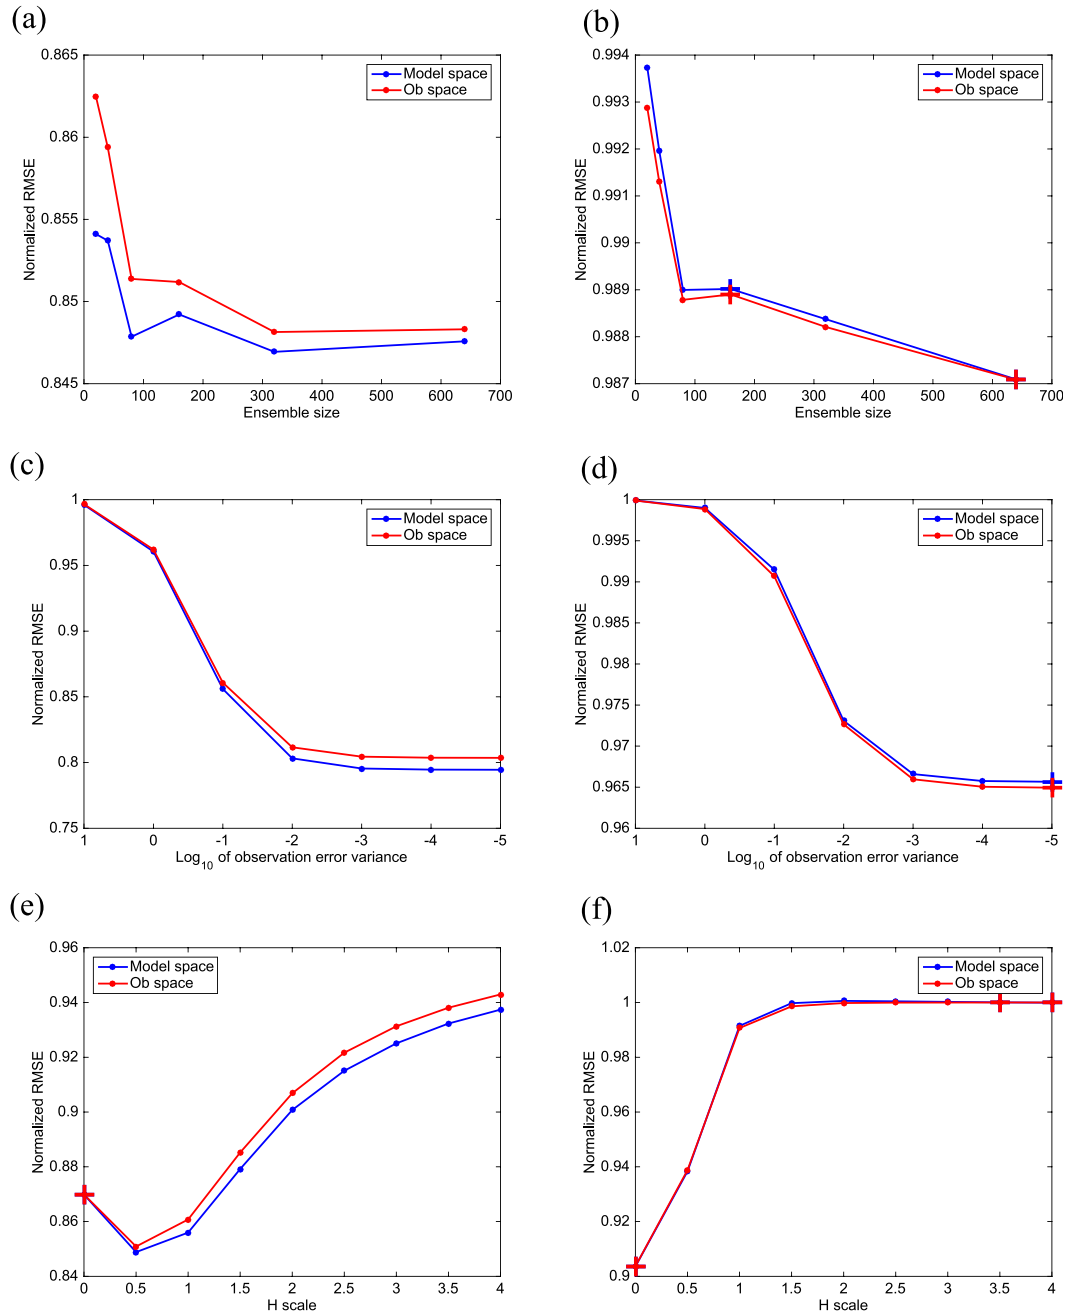 (a)
0.865
0.86
0.855
0.85
0.845
Normalized RMSE
0 100 200 300 400 500 600 700
Ensemble size
Model space
Ob space
(b)
0.994
0.993
0.992
0.991
0.99
0.989
0.988
0.987
Normalized RMSE
0 100 200 300 400 500 600 700
Ensemble size
Model space
Ob space
(c)
1
0.95
0.9
0.85
0.8
0.75
Normalized RMSE
1 0 -1 -2 -3 -4 -5
Log10 of observation error variance
Model space
Ob space
(d)
1
0.995
0.99
0.985
0.98
0.975
0.97
0.965
0.96
Normalized RMSE
1 0 -1 -2 -3 -4 -5
Log10 of observation error variance
Model space
Ob space
(e)
0.96
0.94
0.92
0.9
0.88
0.86
0.84
Normalized RMSE
0 0.5 1 1.5 2 2.5 3 3.5 4
H scale
Model space
Ob space
(f)
1.02
1
0.98
0.96
0.94
0.92
0.9
Normalized RMSE
0 0.5 1 1.5 2 2.5 3 3.5 4
H scale
Model space
Ob space